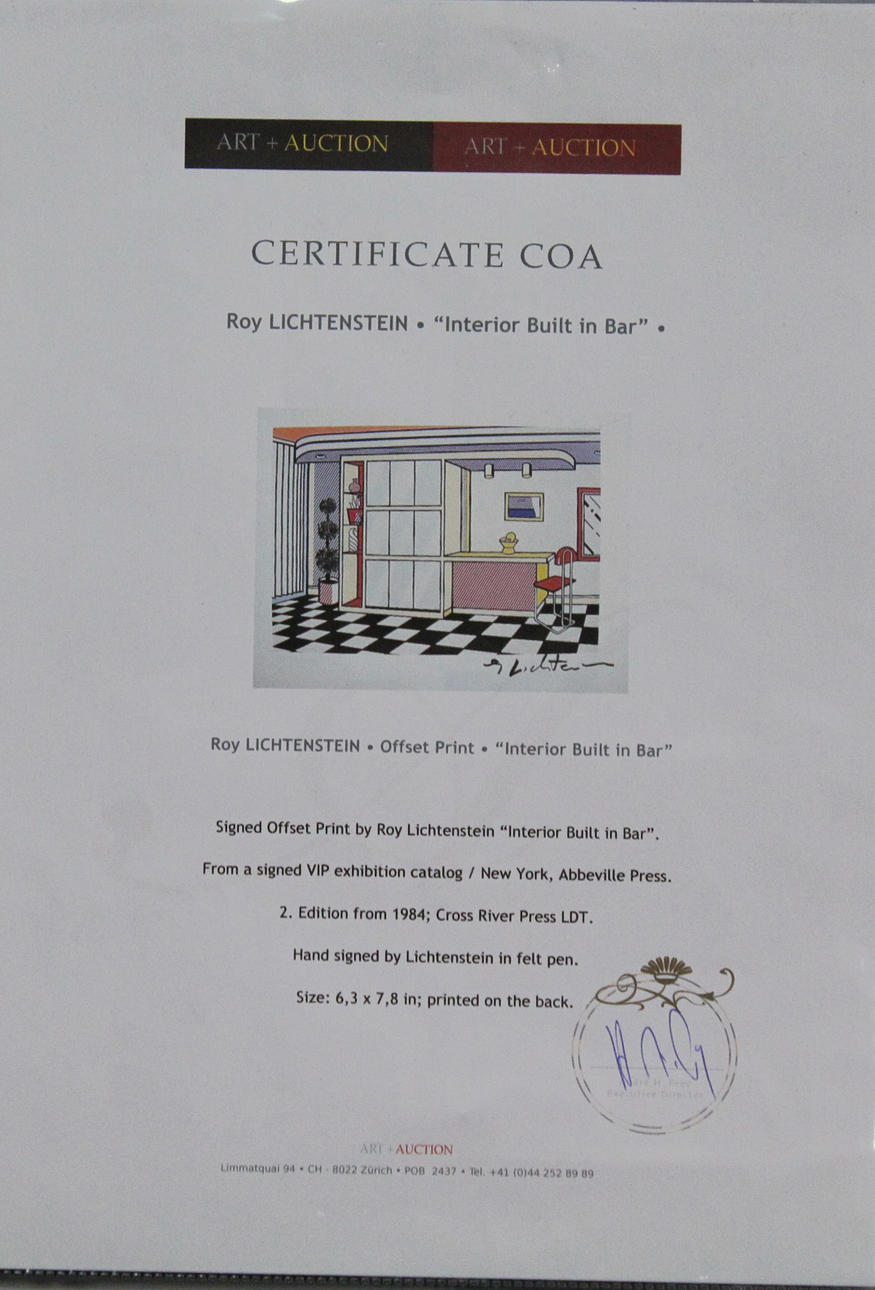 ART + AUCTION ART + AUCTION
CERTIFICATE COA
Roy LICHTENSTEIN • “Interior Built in Bar” •
Roy LICHTENSTEIN • Offset Print • “Interior Built in Bar”
Signed Offset Print by Roy Lichtenstein “Interior Built in Bar”.
From a signed VIP exhibition catalog / New York, Abbeville Press.
2. Edition from 1984; Cross River Press LDT.
Hand signed by Lichtenstein in felt pen.
Size: 6,3 x 7,8 in; printed on the back.
Executive Director
ART + AUCTION
Limmatquai 94 • CH - 8022 Zürich • POB 2437 • Tel. +41 (0)44 252 89 89